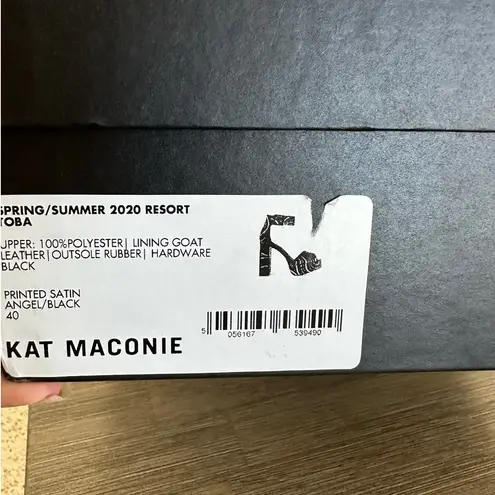 SPRING/SUMMER 2020 RESORT
TOBA
UPPER: 100%POLYESTER| LINING GOAT
LEATHER|OUTSOLE RUBBER| HARDWARE
BLACK
PRINTED SATIN
ANGEL/BLACK
40
5 056167 539490
KAT MACONIE